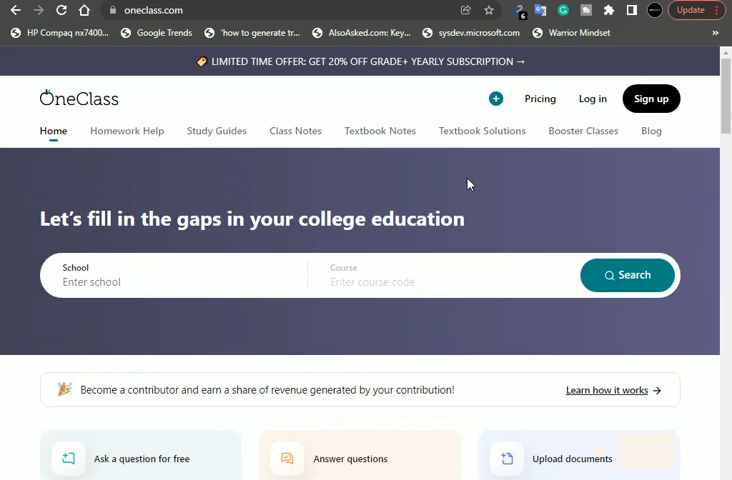 oneclass.com
6
Update
HP Compaq nx7400...
Google Trends
'how to generate tr...
AlsoAsked.com: Key...
sysdev.microsoft.com
Warrior Mindset
»
LIMITED TIME OFFER: GET 20% OFF GRADE+ YEARLY SUBSCRIPTION →
OneClass
Pricing
Log in
Sign up
Home
Homework Help
Study Guides
Class Notes
Textbook Notes
Textbook Solutions
Booster Classes
Blog
Let's fill in the gaps in your college education
School
Enter school
Course
Enter course code
Search
Become a contributor and earn a share of revenue generated by your contribution!
Learn how it works →
Ask a question for free
Answer questions
Upload documents